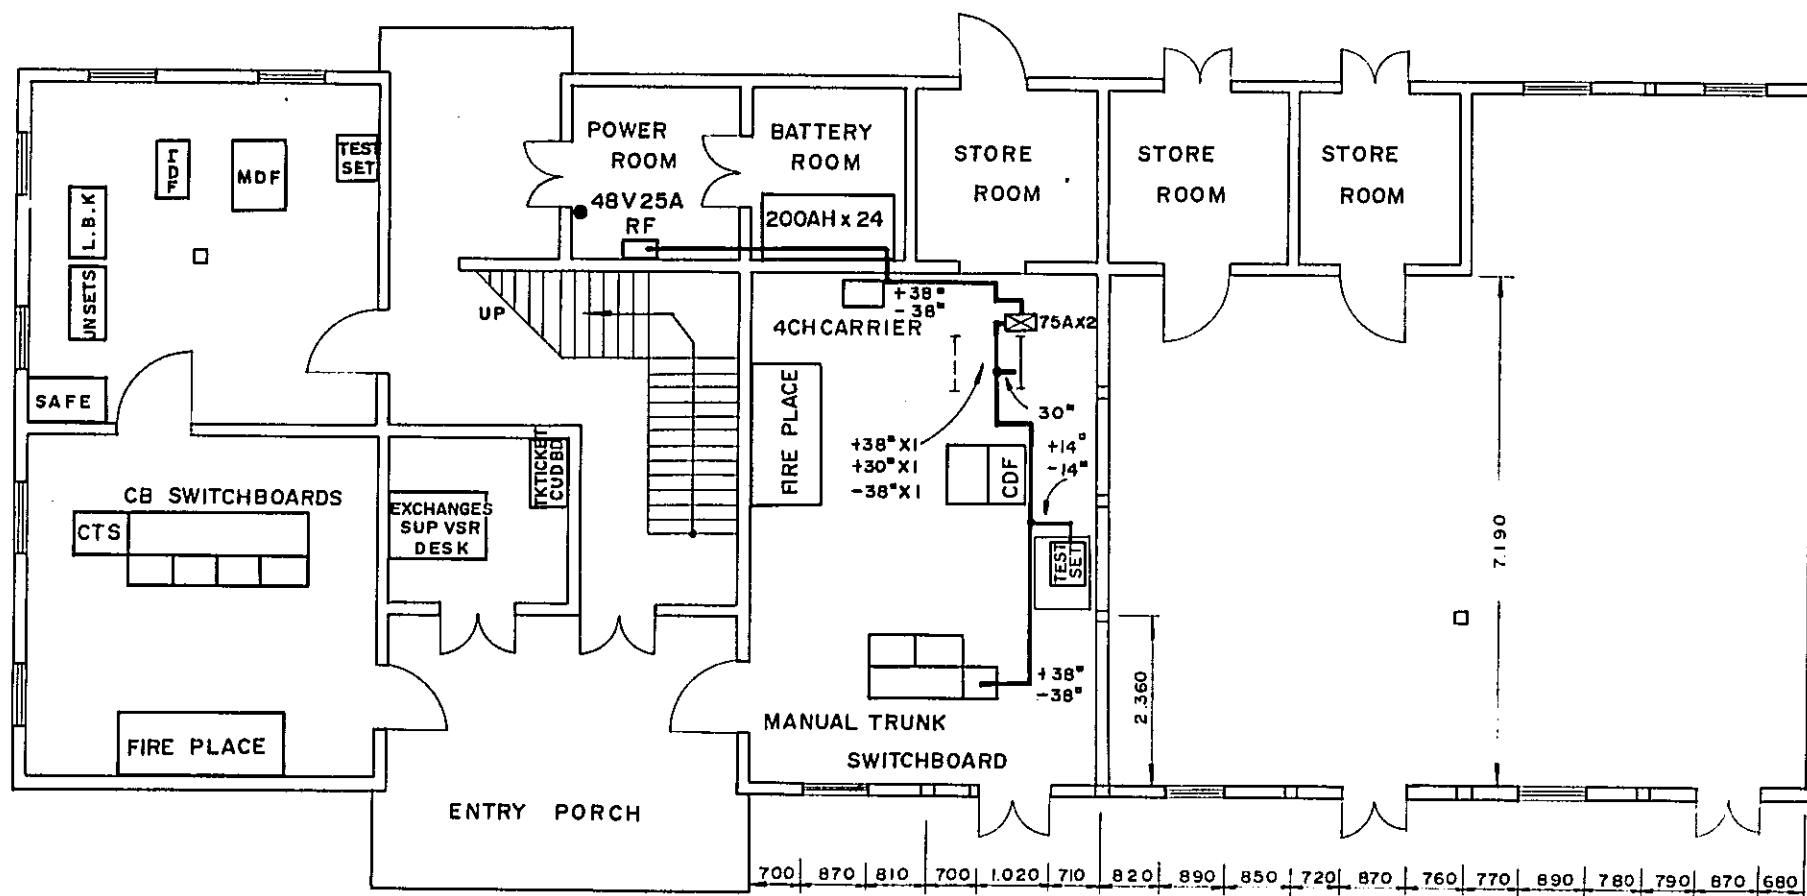 POWER
ROOM
BATTERY
ROOM
STORE
ROOM
STORE
ROOM
STORE
ROOM
IDF
MDF
TEST
SET
L.B.K
JNSETS
SAFE
48V25A
RF
200AH x 24
UP
+38□
-38□
4CH CARRIER
75AX2
FIRE PLACE
30□
+38□X1
+30□X1
-38□X1
+14□
-14□
CDF
TEST
SET
CB SWITCHBOARDS
CTS
EXCHANGES
SUP VSR
DESK
TKTICKET
CUDBD
7.190
2.360
+38□
-38□
MANUAL TRUNK
SWITCHBOARD
FIRE PLACE
ENTRY PORCH
700 870 810 700 1.020 710 820 890 850 720 870 760 770 890 780 790 870 680